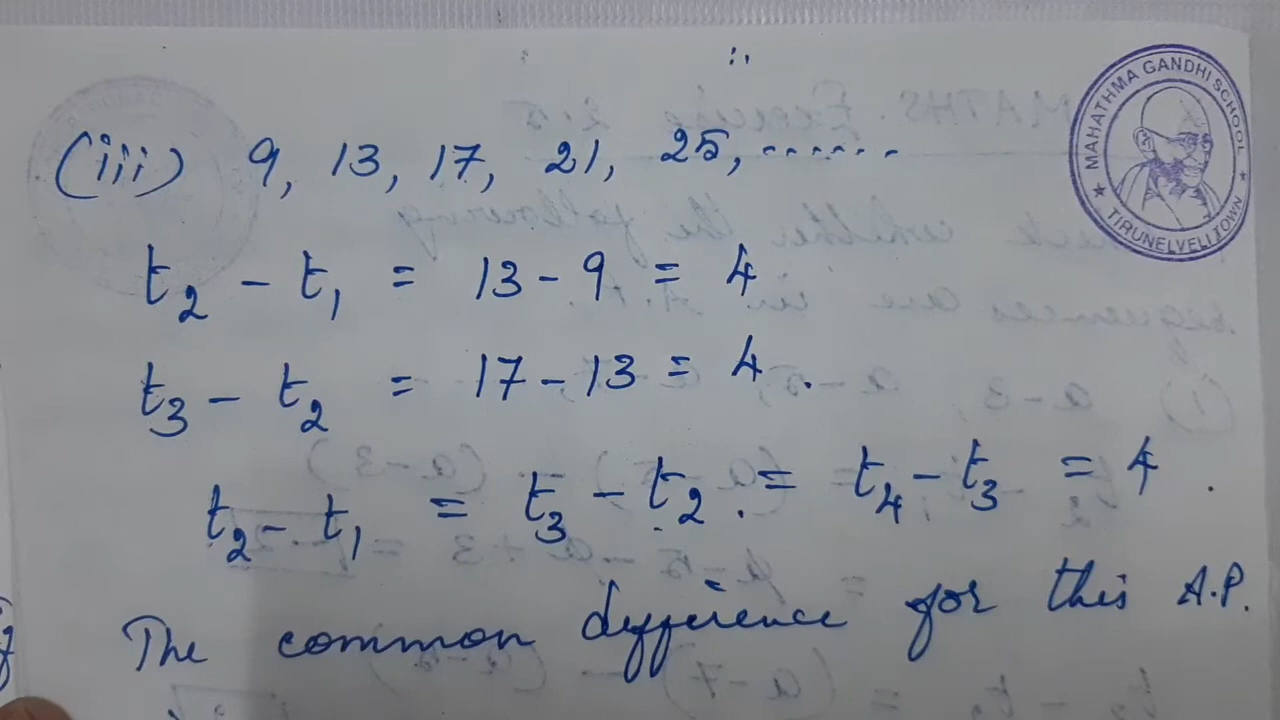 (iii) 9, 13, 17, 21, 25, ......
t₂ - t₁ = 13 - 9 = 4
t₃ - t₂ = 17 - 13 = 4.
t₂ - t₁ = t₃ - t₂ = t₄ - t₃ = 4.
The common difference for this A.P.
MAHATHMA GANDHI SCHOOL
TIRUNELVELI TOWN